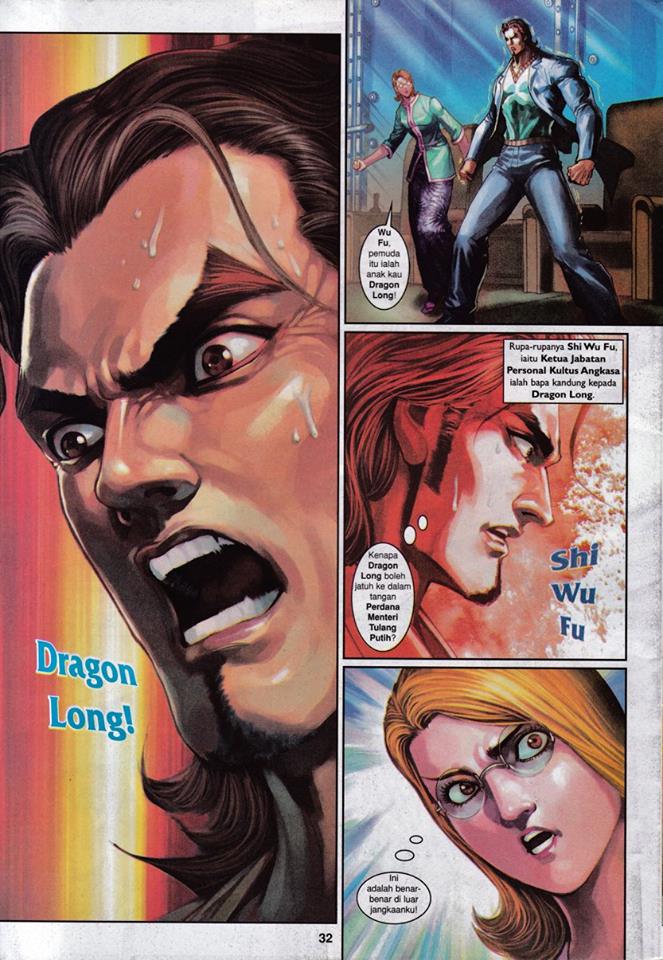 Dragon
Long!
Wu
Fu,
pemuda
itu ialah
anak kau
Dragon
Long!
Rupa-rupanya Shi Wu Fu,
iaitu Ketua Jabatan
Personal Kultus Angkasa
ialah bapa kandung kepada
Dragon Long.
Kenapa
Dragon
Long boleh
jatuh ke dalam
tangan
Perdana
Menteri
Tulang
Putih?
Shi
Wu
Fu
Ini
adalah benar-
benar di luar
jangkaanku!
32